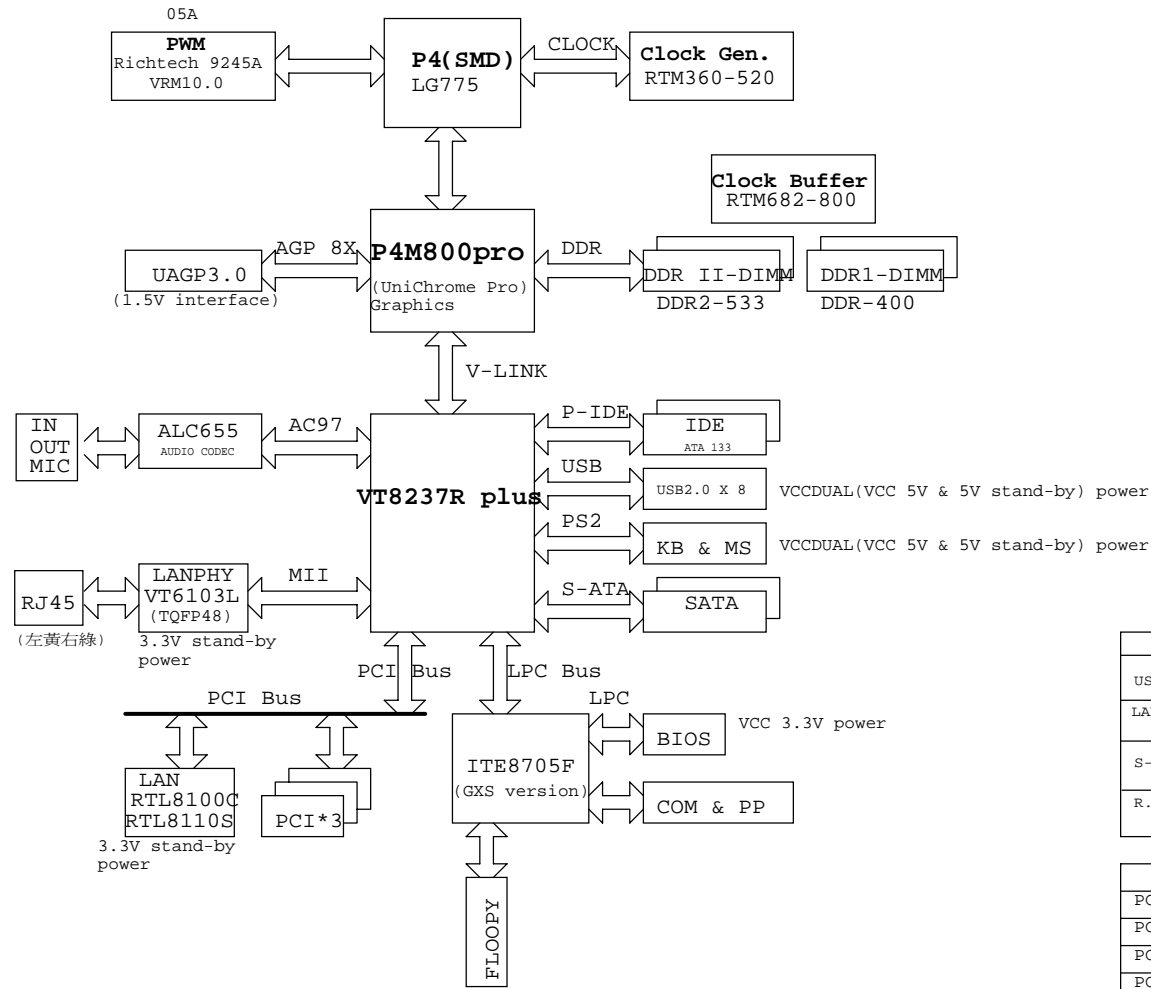 05A
PWM
Richtech 9245A
VRM10.0
P4(SMD)
LG775
CLOCK
Clock Gen.
RTM360-520
Clock Buffer
RTM682-800
UAGP3.0
(1.5V interface)
AGP 8X
P4M800pro
(UniChrome Pro)
Graphics
DDR
DDR II-DIMM
DDR2-533
DDR1-DIMM
DDR-400
V-LINK
IN
OUT
MIC
ALC655
AUDIO CODEC
AC97
VT8237R plus
P-IDE
IDE
ATA 133
USB
USB2.0 X 8
VCCDUAL(VCC 5V & 5V stand-by) power
PS2
KB & MS
VCCDUAL(VCC 5V & 5V stand-by) power
S-ATA
SATA
RJ45
(左黃右綠)
LANPHY
VT6103L
(TQFP48)
3.3V stand-by
power
MII
PCI Bus
LPC Bus
PCI Bus
LAN
RTL8100C
RTL8110S
3.3V stand-by
power
PCI*3
ITE8705F
(GXS version)
LPC
BIOS
VCC 3.3V power
COM & PP
FLOOPY
S-
R.